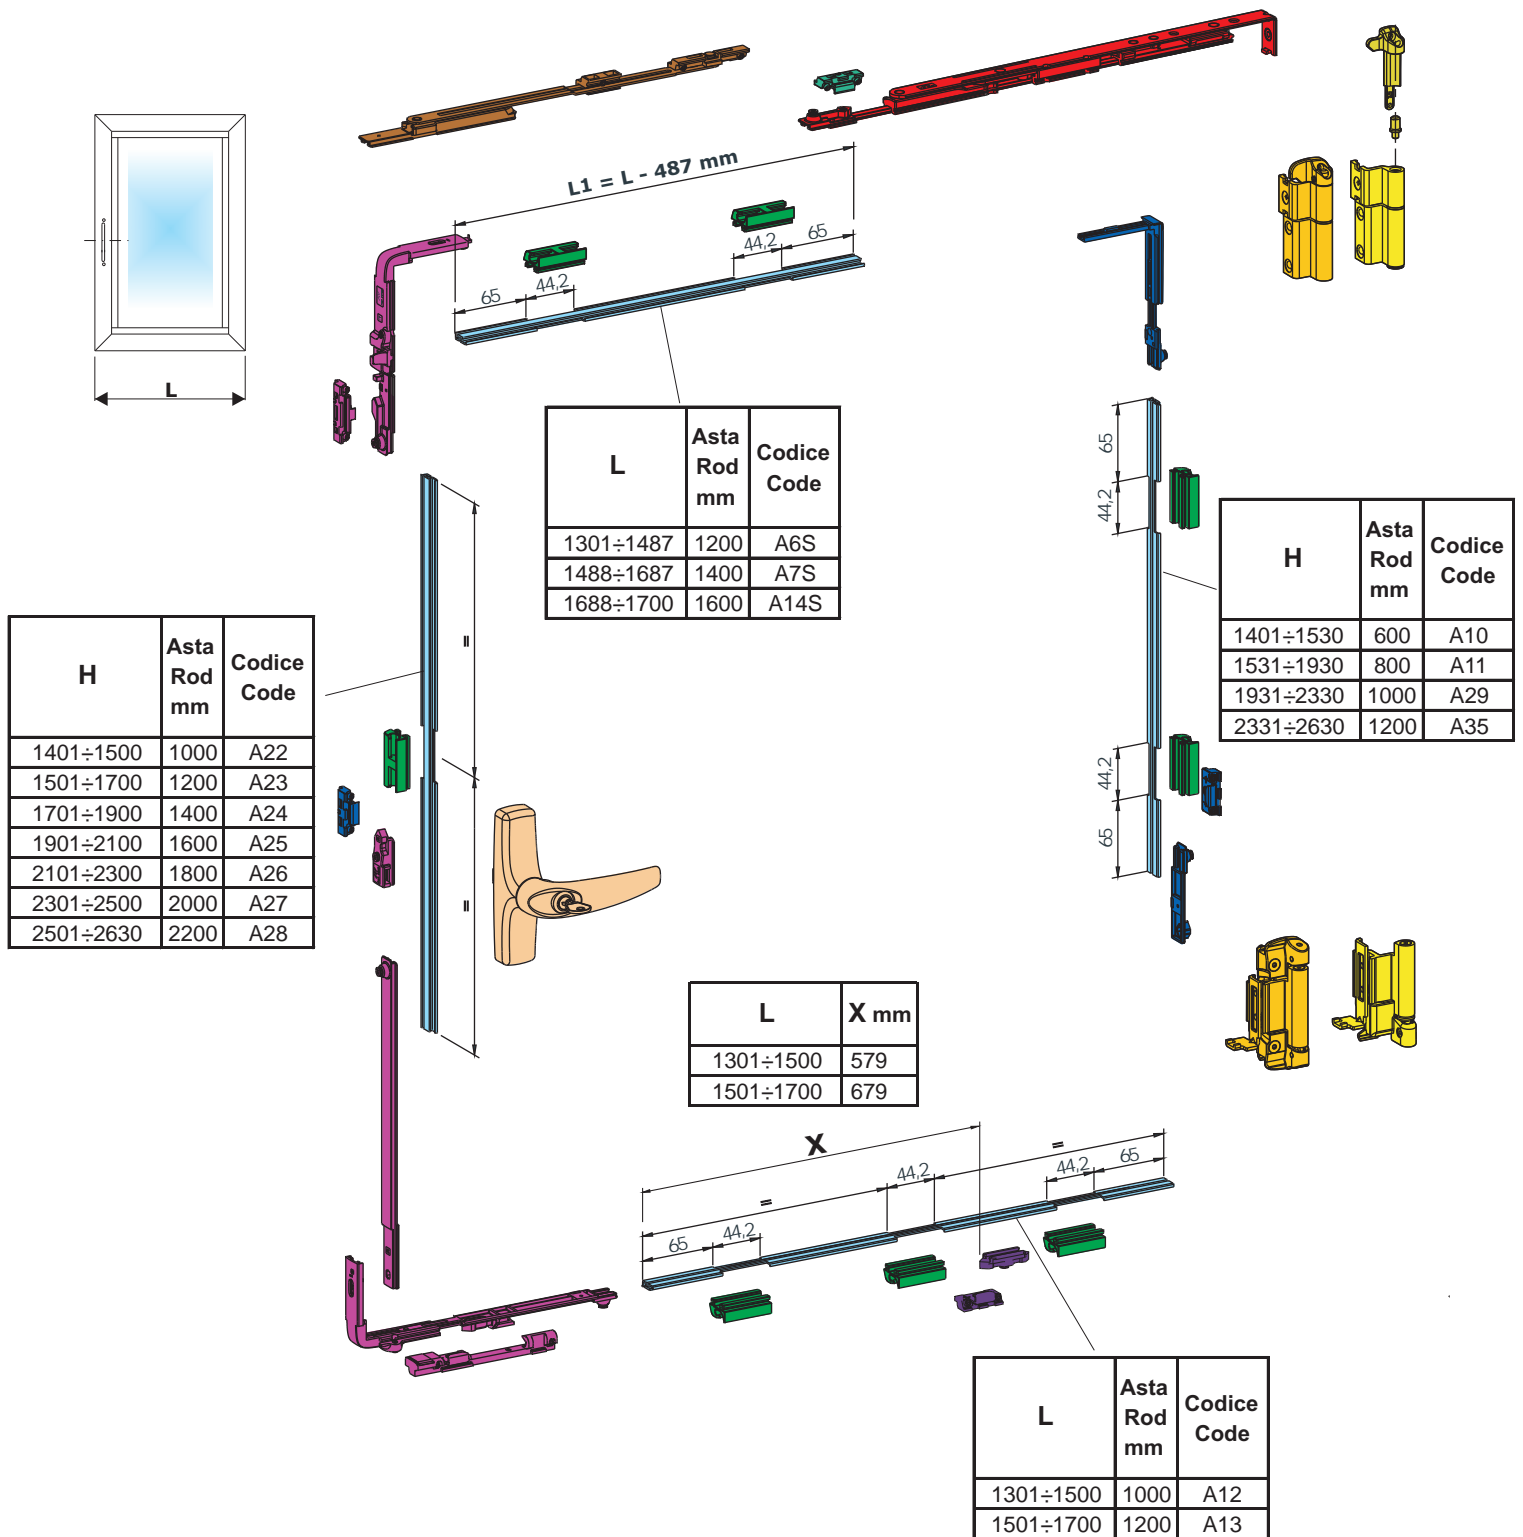 L1 = L - 487 mm
65
44,2
44,2
65
L
L
Asta Rod mm
Codice Code
1301÷1487 1200 A6S
1488÷1687 1400 A7S
1688÷1700 1600 A14S
65
44,2
44,2
65
H
Asta Rod mm
Codice Code
1401÷1530 600 A10
1531÷1930 800 A11
1931÷2330 1000 A29
2331÷2630 1200 A35
H
Asta Rod mm
Codice Code
1401÷1500 1000 A22
1501÷1700 1200 A23
1701÷1900 1400 A24
1901÷2100 1600 A25
2101÷2300 1800 A26
2301÷2500 2000 A27
2501÷2630 2200 A28
=
=
L X mm
1301÷1500 579
1501÷1700 679
X
=
=
65
44,2
44,2
44,2
65
L
Asta Rod mm
Codice Code
1301÷1500 1000 A12
1501÷1700 1200 A13